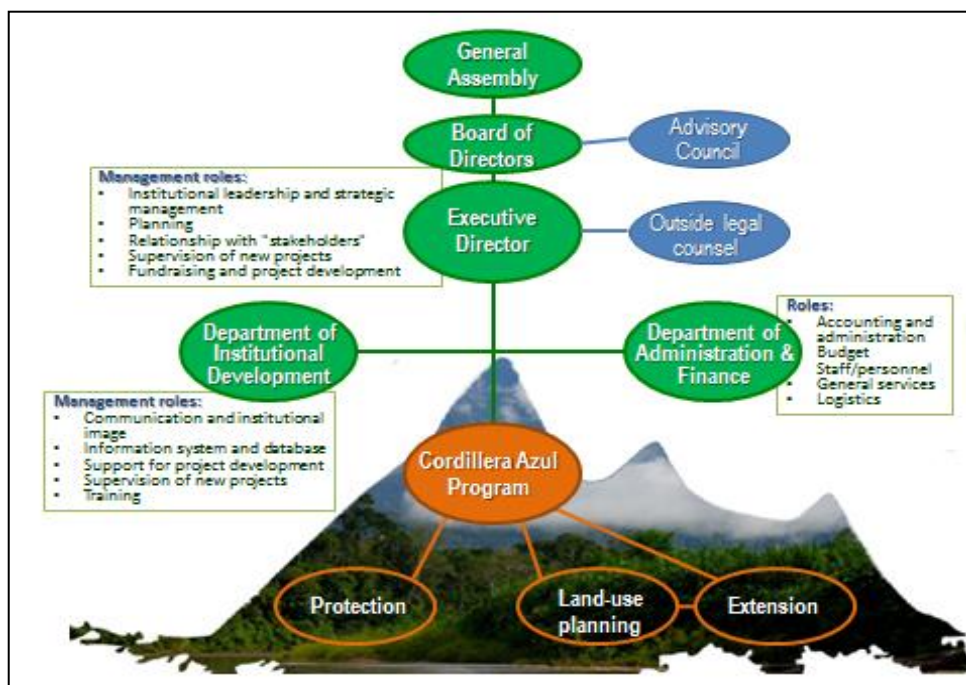 General
Assembly
Board of
Directors
Advisory
Council
Management roles:
• Institutional leadership and strategic
management
• Planning
• Relationship with "stakeholders"
• Supervision of new projects
• Fundraising and project development
Executive
Director
Outside legal
counsel
Department of
Institutional
Development
Department of
Administration &
Finance
Roles:
• Accounting and
administration
Budget
Staff/personnel
• General services
• Logistics
Management roles:
• Communication and institutional
image
• Information system and database
• Support for project development
• Supervision of new projects
• Training
Cordillera Azul
Program
Protection
Land-use
planning
Extension